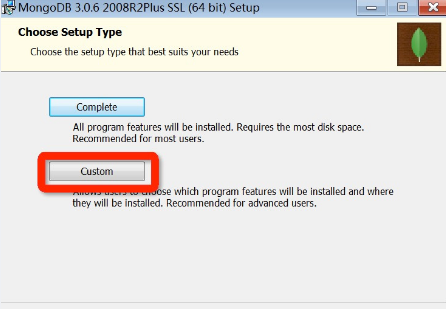 MongoDB 3.0.6 2008R2Plus SSL (64 bit) Setup
Choose Setup Type
Choose the setup type that best suits your needs
Complete
All program features will be installed. Requires the most disk space.
Recommended for most users.
Custom
Allows users to choose which program features will be installed and where
they will be installed. Recommended for advanced users.